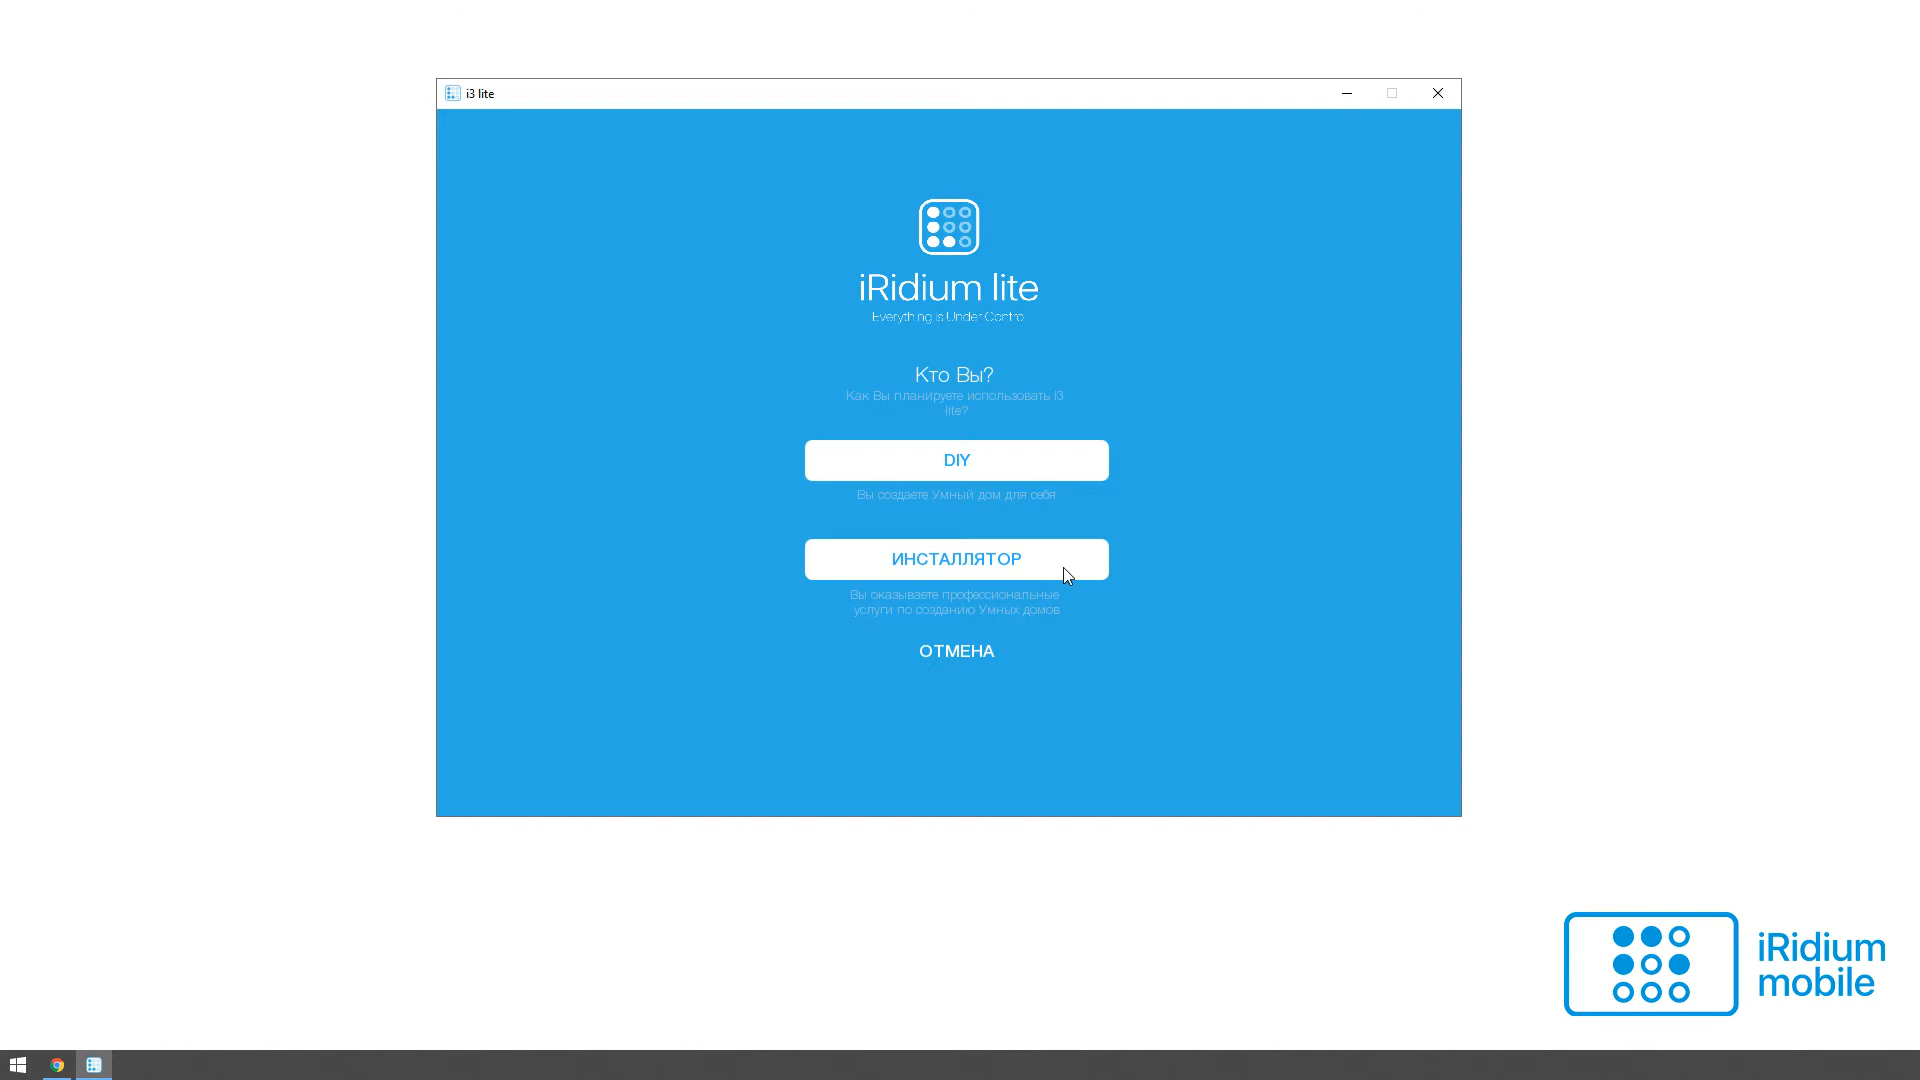 i3 lite
iRidium lite
Everything is Under Control
Кто Вы?
Как Вы планируете использовать i3
lite?
DIY
Вы создаете Умный дом для себя
ИНСТАЛЛЯТОР
Вы оказываете профессиональные
услуги по созданию Умных домов
ОТМЕНА
iRidium
mobile